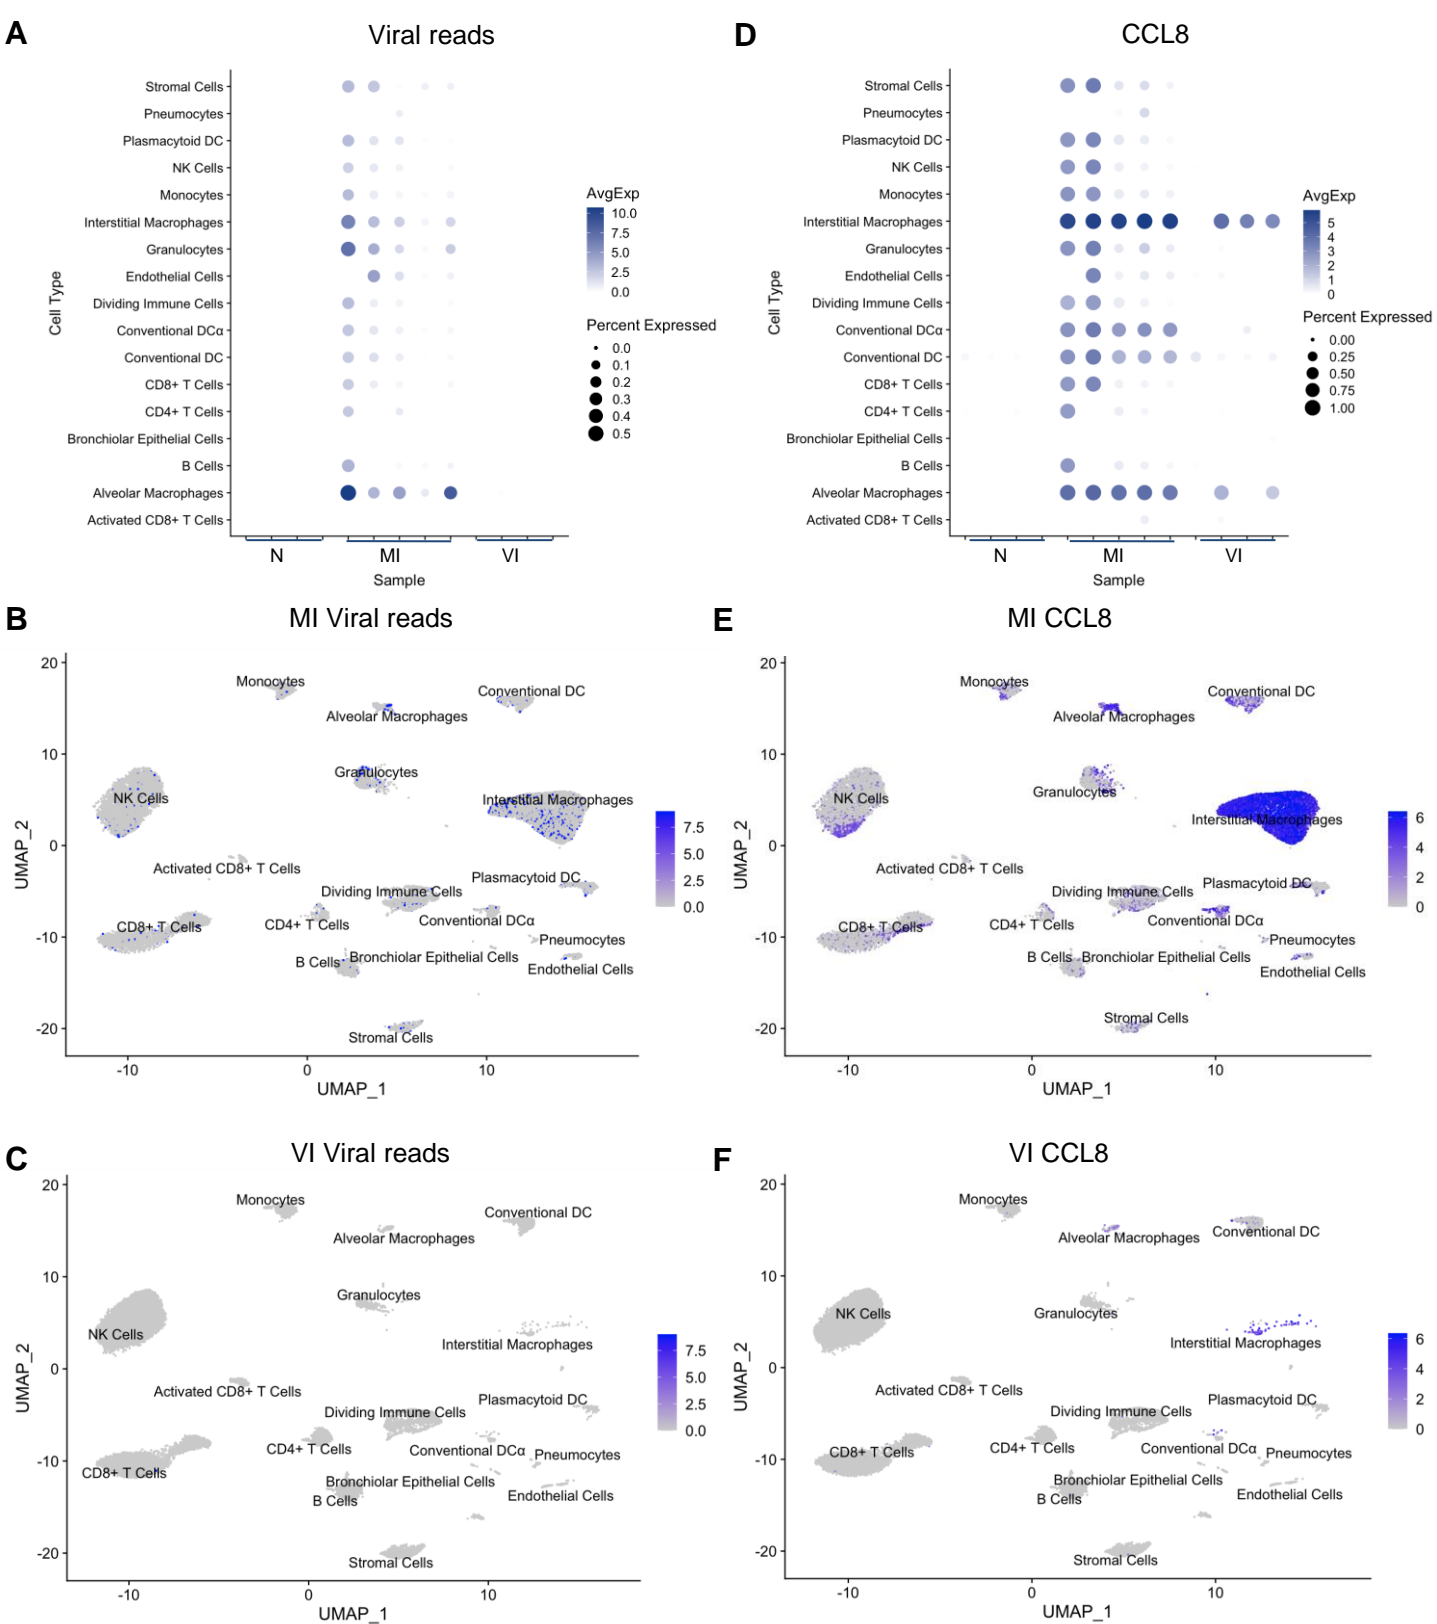 A
Viral reads
Stromal Cells
Pneumocytes
Plasmacytoid DC
NK Cells
Monocytes
Interstitial Macrophages
Granulocytes
Endothelial Cells
Dividing Immune Cells
Conventional DCα
Conventional DC
CD8+ T Cells
CD4+ T Cells
Bronchiolar Epithelial Cells
B Cells
Alveolar Macrophages
Activated CD8+ T Cells
Cell Type
N
MI
VI
Sample
AvgExp
10.0
7.5
5.0
2.5
0.0
Percent Expressed
0.0
0.1
0.2
0.3
0.4
0.5
D
CCL8
Stromal Cells
Pneumocytes
Plasmacytoid DC
NK Cells
Monocytes
Interstitial Macrophages
Granulocytes
Endothelial Cells
Dividing Immune Cells
Conventional DCα
Conventional DC
CD8+ T Cells
CD4+ T Cells
Bronchiolar Epithelial Cells
B Cells
Alveolar Macrophages
Activated CD8+ T Cells
Cell Type
N
MI
VI
Sample
AvgExp
5
4
3
2
1
0
Percent Expressed
0.00
0.25
0.50
0.75
1.00
B
MI Viral reads
20
10
0
-10
-20
UMAP_2
Monocytes
Conventional DC
Alveolar Macrophages
Granulocytes
NK Cells
Interstitial Macrophages
Activated CD8+ T Cells
Plasmacytoid DC
Dividing Immune Cells
CD8+ T Cells
CD4+ T Cells
Conventional DCα
Pneumocytes
B Cells
Bronchiolar Epithelial Cells
Endothelial Cells
Stromal Cells
-10
0
10
UMAP_1
7.5
5.0
2.5
0.0
E
MI CCL8
20
10
0
-10
-20
UMAP_2
Monocytes
Conventional DC
Alveolar Macrophages
Granulocytes
NK Cells
Interstitial Macrophages
Activated CD8+ T Cells
Plasmacytoid DC
Dividing Immune Cells
CD8+ T Cells
CD4+ T Cells
Conventional DCα
Pneumocytes
B Cells
Bronchiolar Epithelial Cells
Endothelial Cells
Stromal Cells
-10
0
10
UMAP_1
6
4
2
0
C
VI Viral reads
20
10
0
-10
-20
UMAP_2
Monocytes
Conventional DC
Alveolar Macrophages
Granulocytes
NK Cells
Interstitial Macrophages
Activated CD8+ T Cells
Plasmacytoid DC
Dividing Immune Cells
CD4+ T Cells
Conventional DCα
Pneumocytes
CD8+ T Cells
Bronchiolar Epithelial Cells
B Cells
Endothelial Cells
Stromal Cells
-10
0
10
UMAP_1
7.5
5.0
2.5
0.0
F
VI CCL8
20
10
0
-10
-20
UMAP_2
Monocytes
Conventional DC
Alveolar Macrophages
Granulocytes
NK Cells
Interstitial Macrophages
Activated CD8+ T Cells
Plasmacytoid DC
Dividing Immune Cells
CD8+ T Cells
CD4+ T Cells
Conventional DCα
Pneumocytes
Bronchiolar Epithelial Cells
B Cells
Endothelial Cells
Stromal Cells
-10
0
10
UMAP_1
6
4
2
0